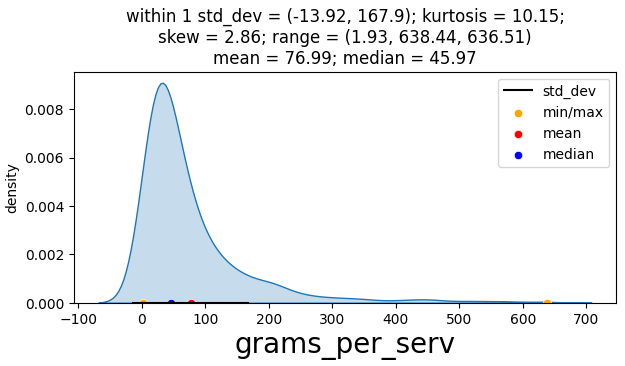 within 1 std_dev = (-13.92, 167.9); kurtosis = 10.15;
skew = 2.86; range = (1.93, 638.44, 636.51)
mean = 76.99; median = 45.97
std_dev
min/max
mean
median
density
0.008
0.006
0.004
0.002
0.000
−100 0 100 200 300 400 500 600 700
grams_per_serv